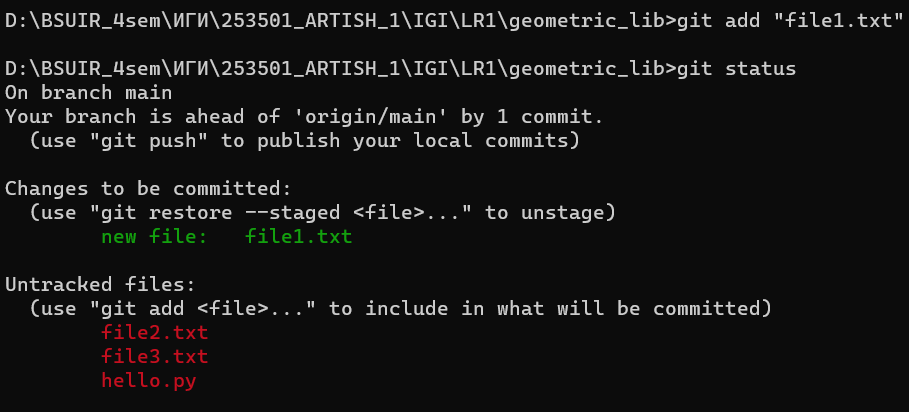 D:\BSUIR_4sem\ИГИ\253501_ARTISH_1\IGI\LR1\geometric_lib>git add "file1.txt"
D:\BSUIR_4sem\ИГИ\253501_ARTISH_1\IGI\LR1\geometric_lib>git status
On branch main
Your branch is ahead of 'origin/main' by 1 commit.
  (use "git push" to publish your local commits)
Changes to be committed:
  (use "git restore --staged <file>..." to unstage)
        new file:   file1.txt
Untracked files:
  (use "git add <file>..." to include in what will be committed)
        file2.txt
        file3.txt
        hello.py